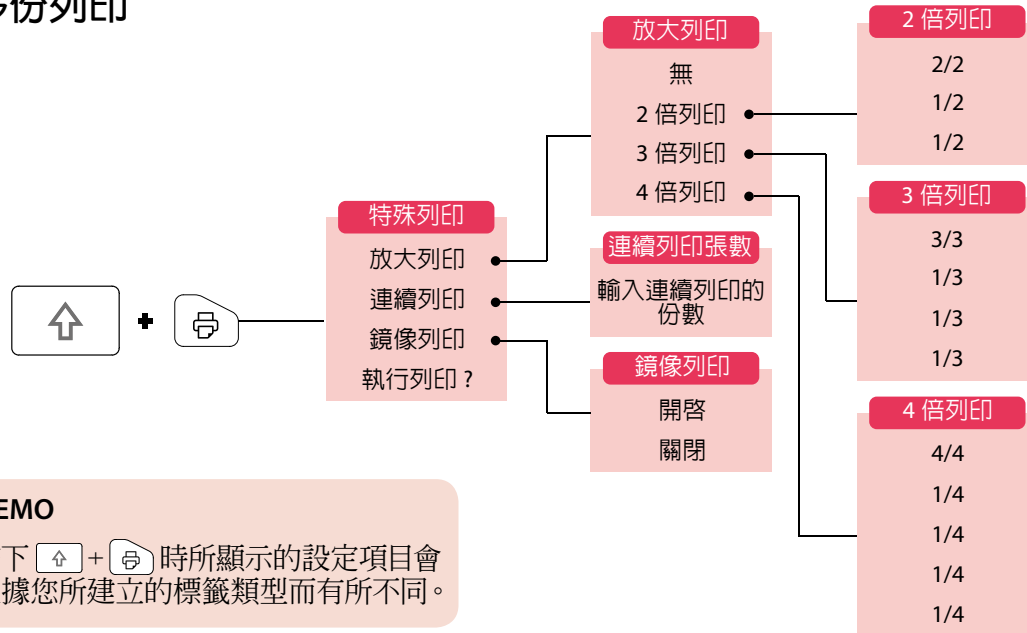 份列印
特殊列印
放大列印
連續列印
鏡像列印
執行列印？
放大列印
無
2 倍列印
3 倍列印
4 倍列印
連續列印張數
輸入連續列印的
份數
鏡像列印
開啓
關閉
2 倍列印
2/2
1/2
1/2
3 倍列印
3/3
1/3
1/3
1/3
4 倍列印
4/4
1/4
1/4
1/4
1/4
EMO
下 + 時所顯示的設定項目會
據您所建立的標籤類型而有所不同。